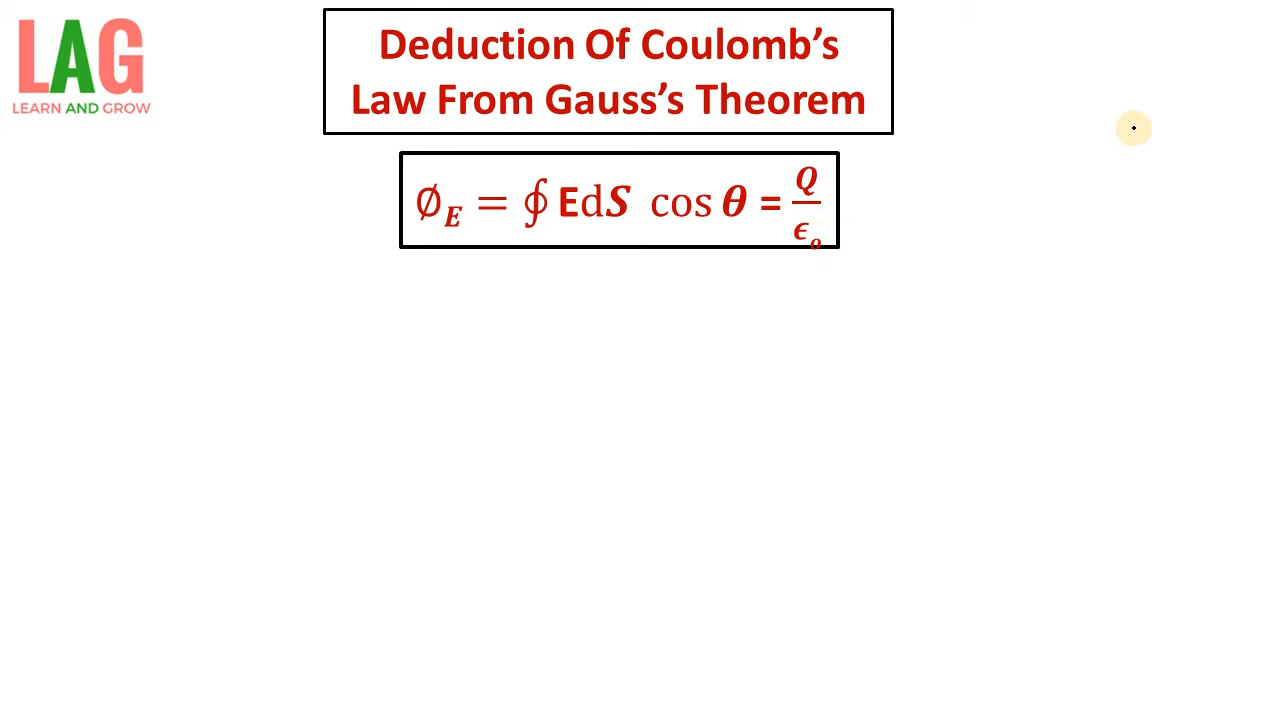 LAG
LEARN AND GROW
Deduction Of Coulomb’s
Law From Gauss’s Theorem
∅_E = ∮ EdS cos θ = Q/ϵ_o